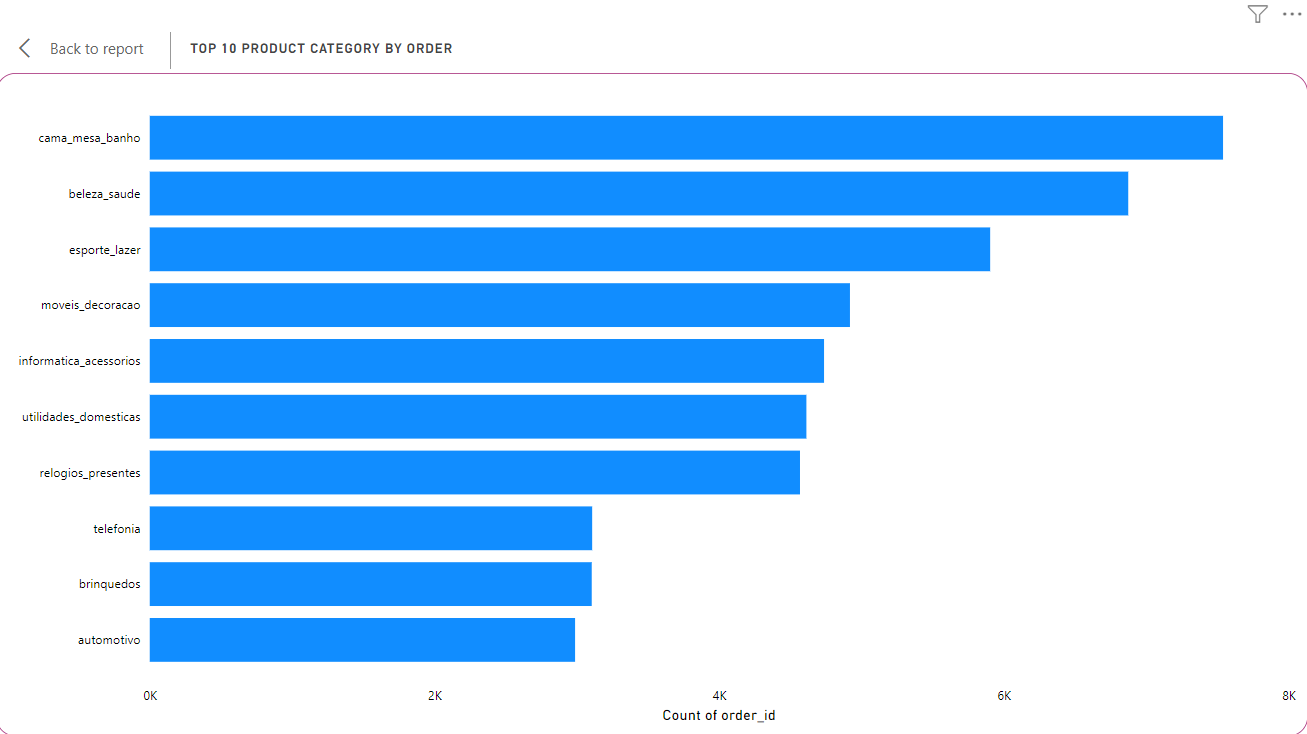 Back to report
TOP 10 PRODUCT CATEGORY BY ORDER
cama_mesa_banho
beleza_saude
esporte_lazer
moveis_decoracao
informatica_acessorios
utilidades_domesticas
relogios_presentes
telefonia
brinquedos
automotivo
0K 2K 4K 6K 8K
Count of order_id